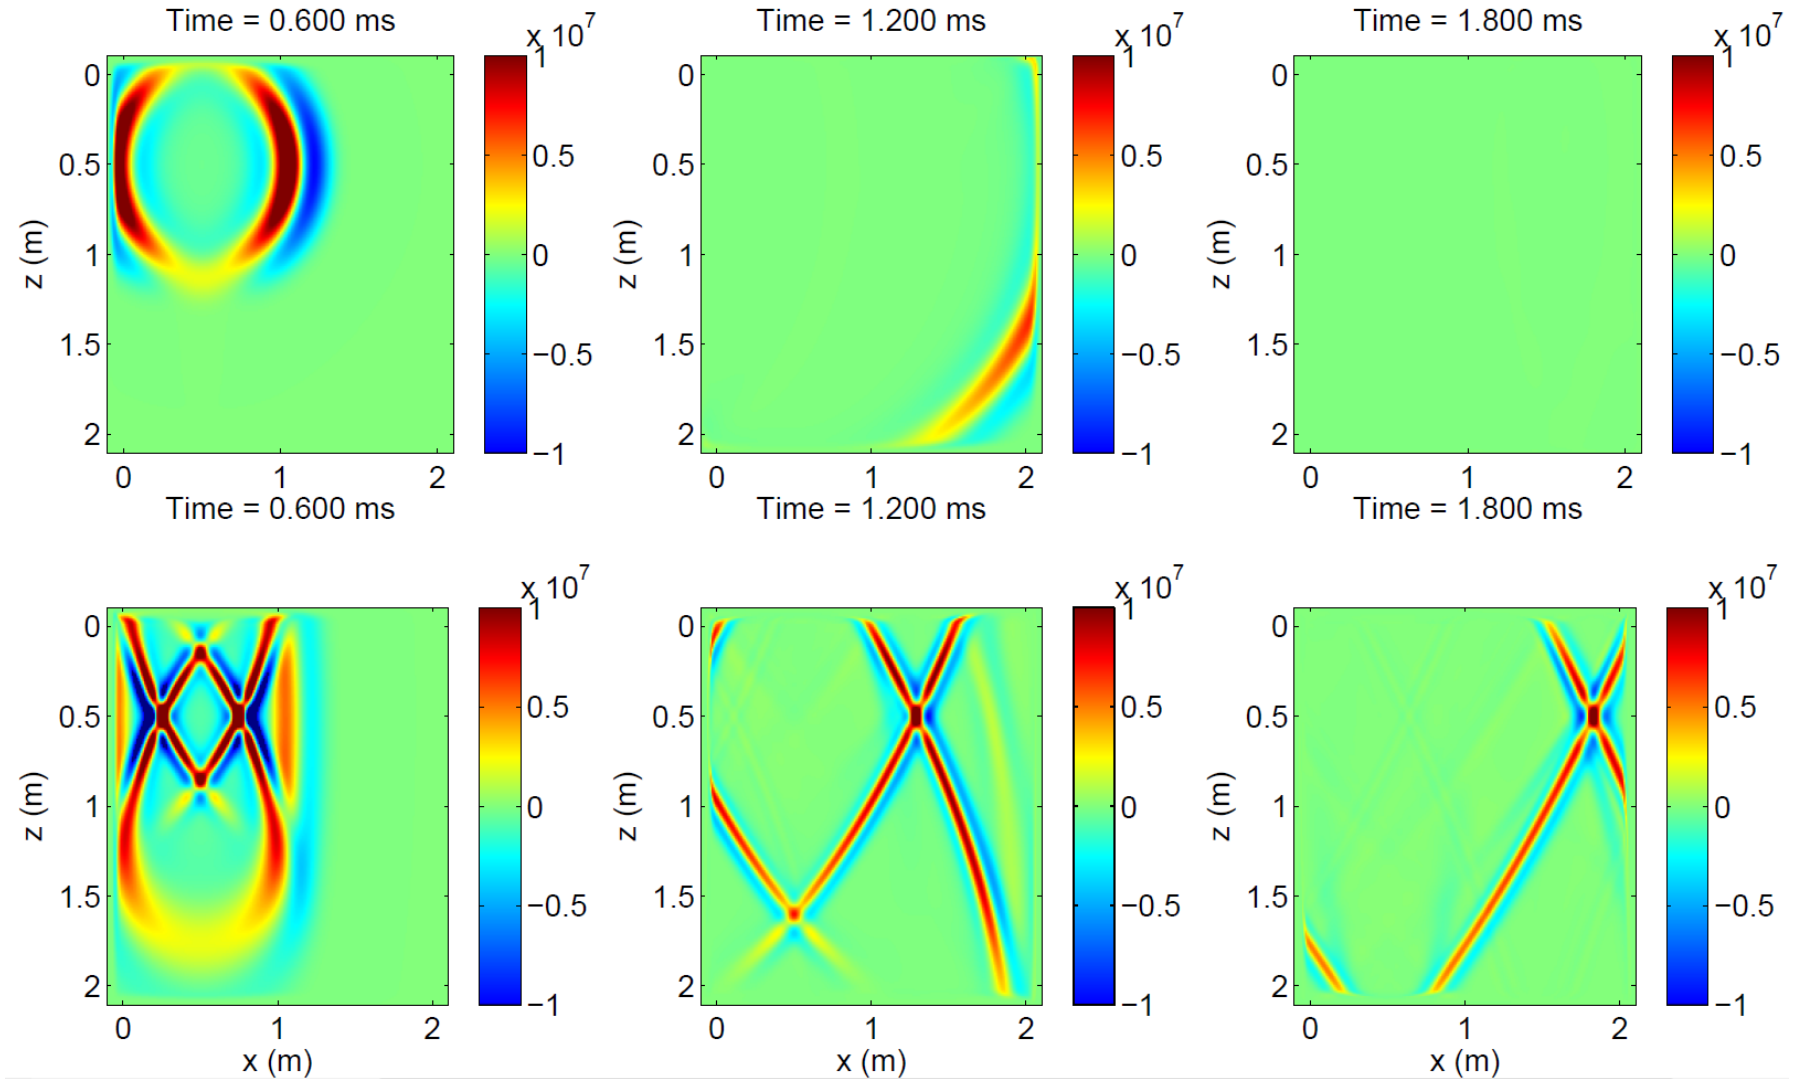 Time = 0.600 ms Time = 1.200 ms Time = 1.800 ms
x 10^7 x 10^7 x 10^7
0 1 0 1 0 1
0.5 0.5 0.5 0.5 0.5 0.5
z (m) 1 0 z (m) 1 0 z (m) 1 0
1.5 −0.5 1.5 −0.5 1.5 −0.5
2 −1 2 −1 2 −1
0 1 2 0 1 2 0 1 2
Time = 0.600 ms Time = 1.200 ms Time = 1.800 ms
x 10^7 x 10^7 x 10^7
0 1 0 1 0 1
0.5 0.5 0.5 0.5 0.5 0.5
z (m) 1 0 z (m) 1 0 z (m) 1 0
1.5 −0.5 1.5 −0.5 1.5 −0.5
2 −1 2 −1 2 −1
0 1 2 0 1 2 0 1 2
x (m) x (m) x (m)